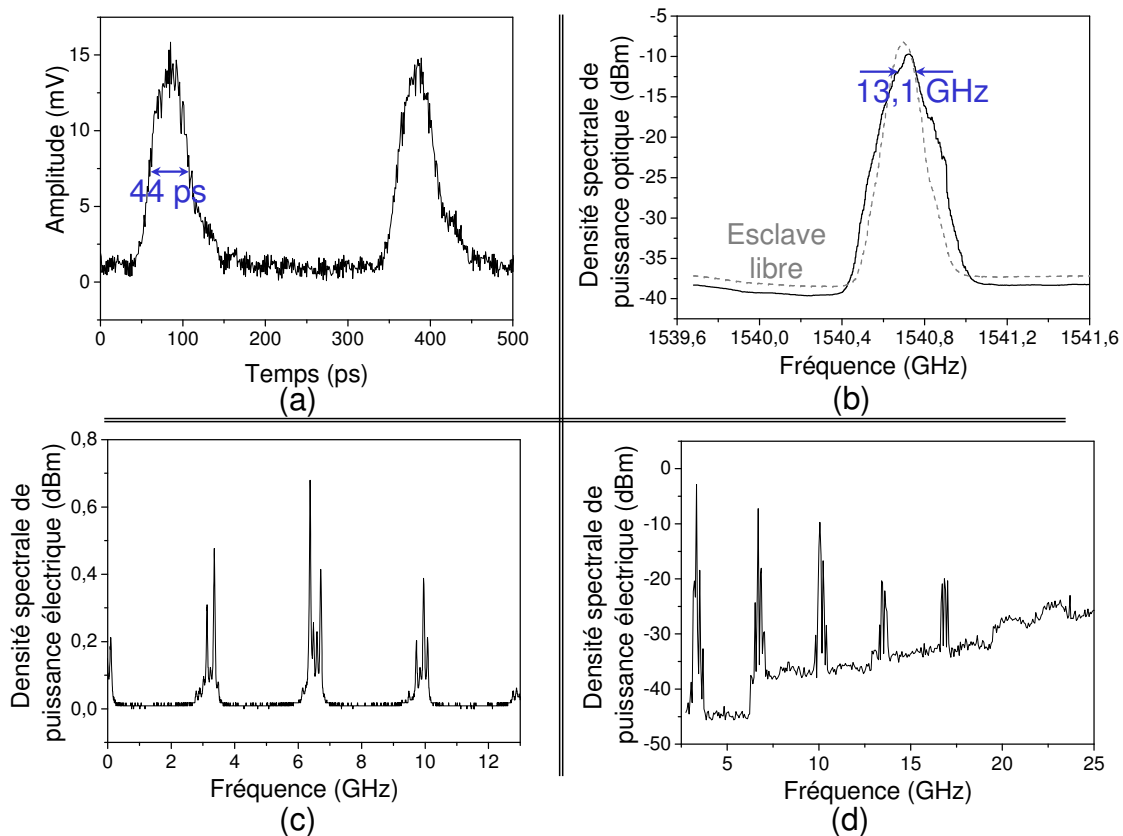 Amplitude (mV)
15
10
5
0
44 ps
0
100
200
300
400
500
Temps (ps)
(a)
Densité spectrale de
puissance optique (dBm)
-5
-10
-15
-20
-25
-30
-35
-40
13,1 GHz
Esclave
libre
1539,6
1540,0
1540,4
1540,8
1541,2
1541,6
Fréquence (GHz)
(b)
Densité spectrale de
puissance électrique (dBm)
0,8
0,6
0,4
0,2
0,0
0
2
4
6
8
10
12
Fréquence (GHz)
(c)
Densité spectrale de
puissance électrique (dBm)
0
-10
-20
-30
-40
-50
5
10
15
20
25
Fréquence (GHz)
(d)